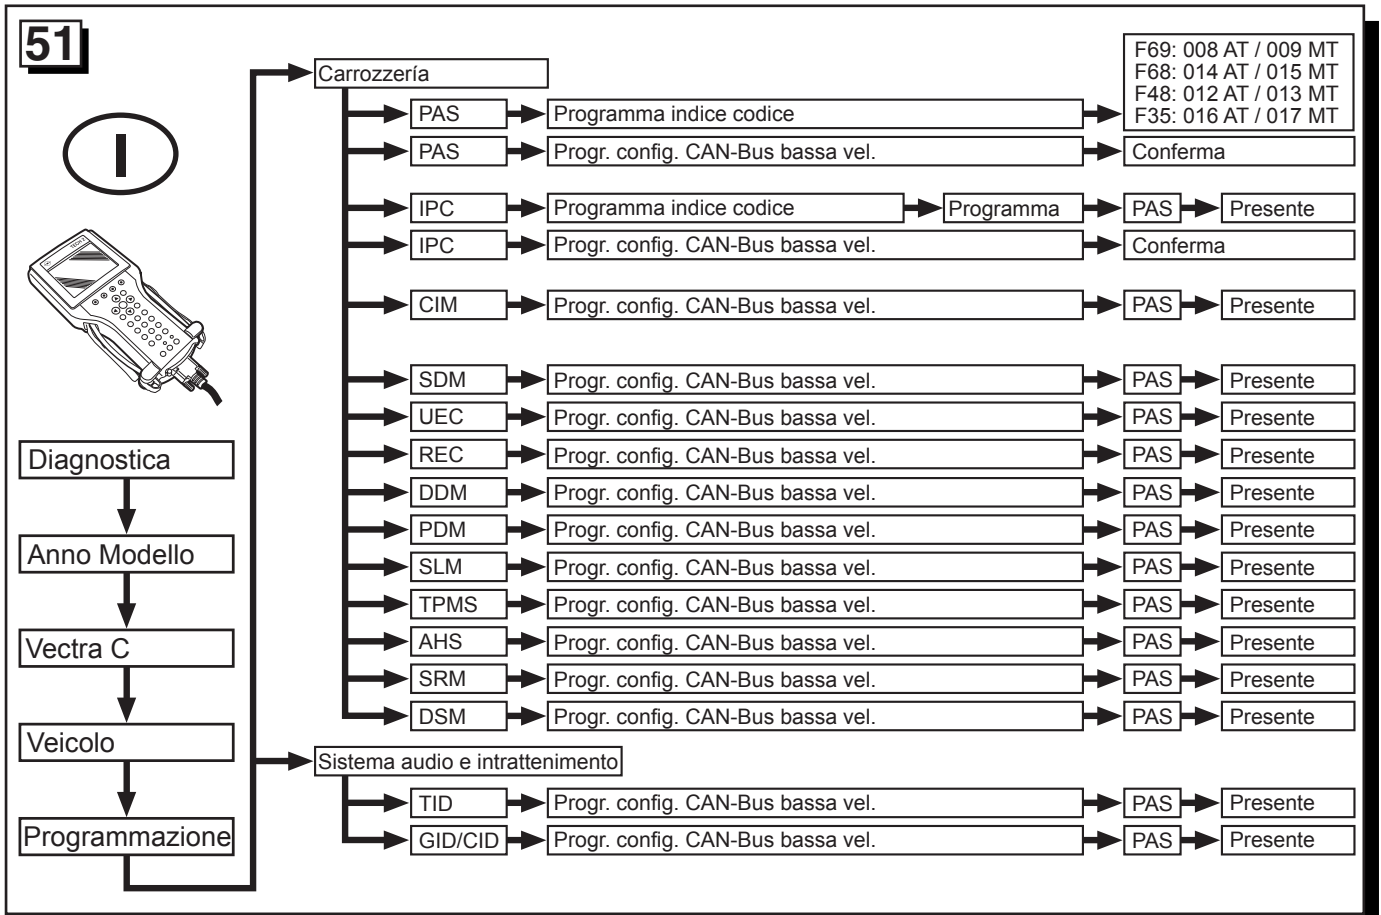 51
I
TECH 2
Diagnostica
Anno Modello
Vectra C
Veicolo
Programmazione
Carrozzería
F69: 008 AT / 009 MT
F68: 014 AT / 015 MT
F48: 012 AT / 013 MT
F35: 016 AT / 017 MT
PAS Programma indice codice
PAS Progr. config. CAN-Bus bassa vel. Conferma
IPC Programma indice codice Programma PAS Presente
IPC Progr. config. CAN-Bus bassa vel. Conferma
CIM Progr. config. CAN-Bus bassa vel. PAS Presente
SDM Progr. config. CAN-Bus bassa vel. PAS Presente
UEC Progr. config. CAN-Bus bassa vel. PAS Presente
REC Progr. config. CAN-Bus bassa vel. PAS Presente
DDM Progr. config. CAN-Bus bassa vel. PAS Presente
PDM Progr. config. CAN-Bus bassa vel. PAS Presente
SLM Progr. config. CAN-Bus bassa vel. PAS Presente
TPMS Progr. config. CAN-Bus bassa vel. PAS Presente
AHS Progr. config. CAN-Bus bassa vel. PAS Presente
SRM Progr. config. CAN-Bus bassa vel. PAS Presente
DSM Progr. config. CAN-Bus bassa vel. PAS Presente
Sistema audio e intrattenimento
TID Progr. config. CAN-Bus bassa vel. PAS Presente
GID/CID Progr. config. CAN-Bus bassa vel. PAS Presente